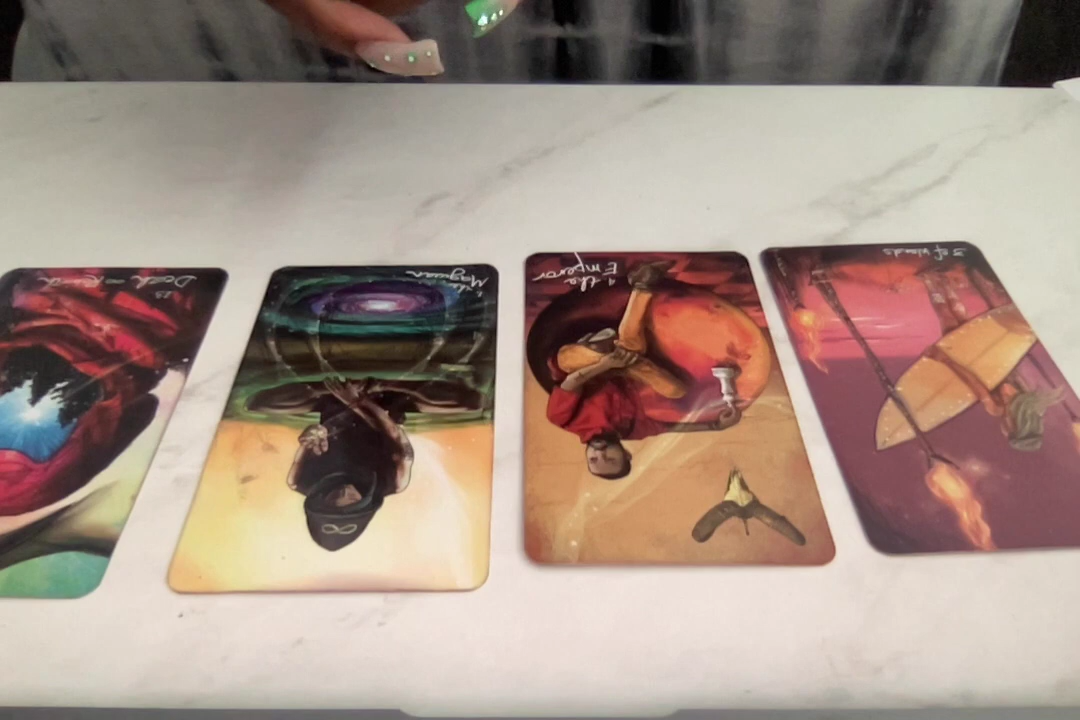 13
Death ∞
1. the
Magician
4 the
Emperor
3 of wands